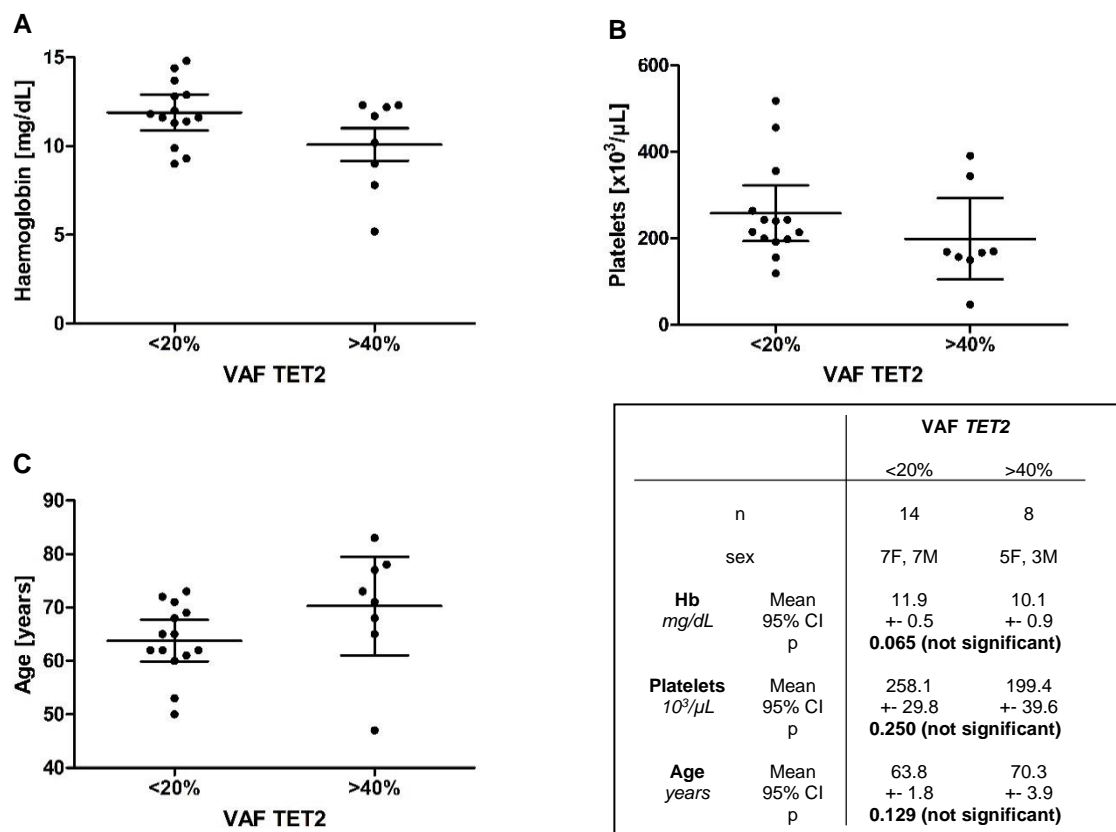 A
Haemoglobin [mg/dL]
15
10
5
0
<20%
>40%
VAF TET2
B
Platelets [x10³/µL]
600
400
200
0
<20%
>40%
VAF TET2
C
Age [years]
90
80
70
60
50
40
<20%
>40%
VAF TET2
VAF TET2
<20% >40%
n 14 8
sex 7F, 7M 5F, 3M
Hb Mean 11.9 10.1
mg/dL 95% CI +- 0.5 +- 0.9
p 0.065 (not significant)
Platelets Mean 258.1 199.4
10³/µL 95% CI +- 29.8 +- 39.6
p 0.250 (not significant)
Age Mean 63.8 70.3
years 95% CI +- 1.8 +- 3.9
p 0.129 (not significant)